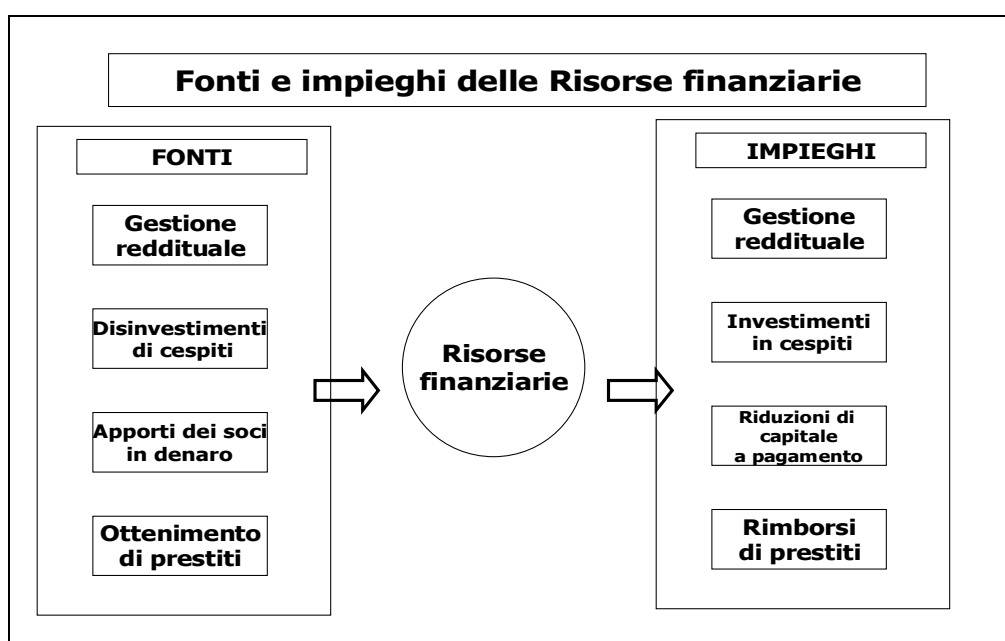 Fonti e impieghi delle Risorse finanziarie
FONTI
Gestione
reddituale
Disinvestimenti
di cespiti
Apporti dei soci
in denaro
Ottenimento
di prestiti
Risorse
finanziarie
IMPIEGHI
Gestione
reddituale
Investimenti
in cespiti
Riduzioni di
capitale
a pagamento
Rimborsi
di prestiti